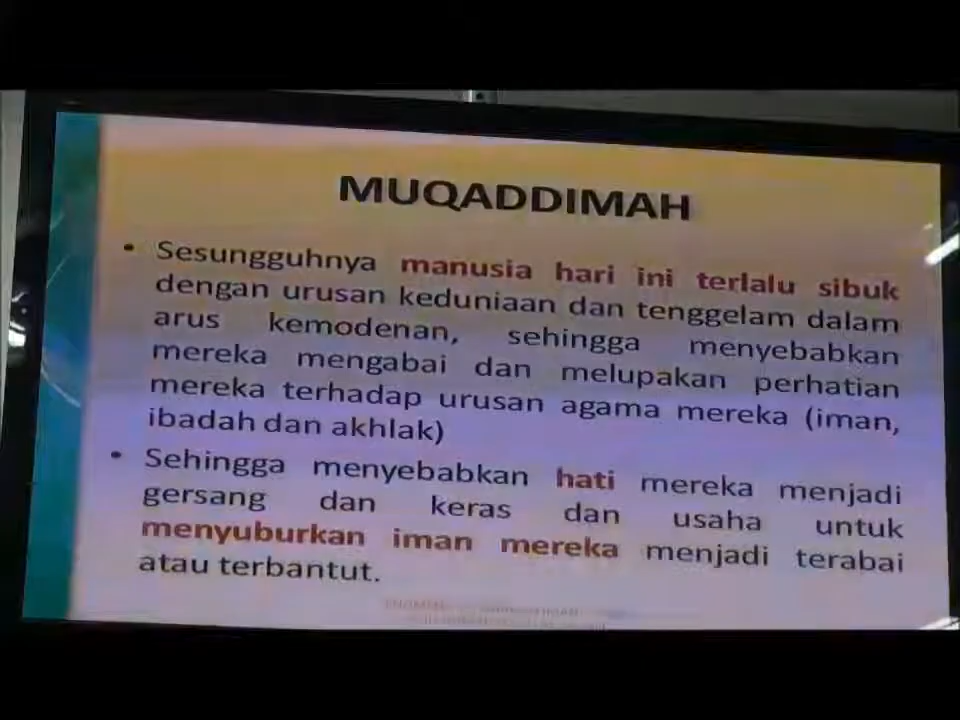 MUQADDIMAH
• Sesungguhnya manusia hari ini terlalu sibuk
dengan urusan keduniaan dan tenggelam dalam
arus kemodenan, sehingga menyebabkan
mereka mengabai dan melupakan perhatian
mereka terhadap urusan agama mereka (iman,
ibadah dan akhlak)
• Sehingga menyebabkan hati mereka menjadi
gersang dan keras dan usaha untuk
menyuburkan iman mereka menjadi terabai
atau terbantut.